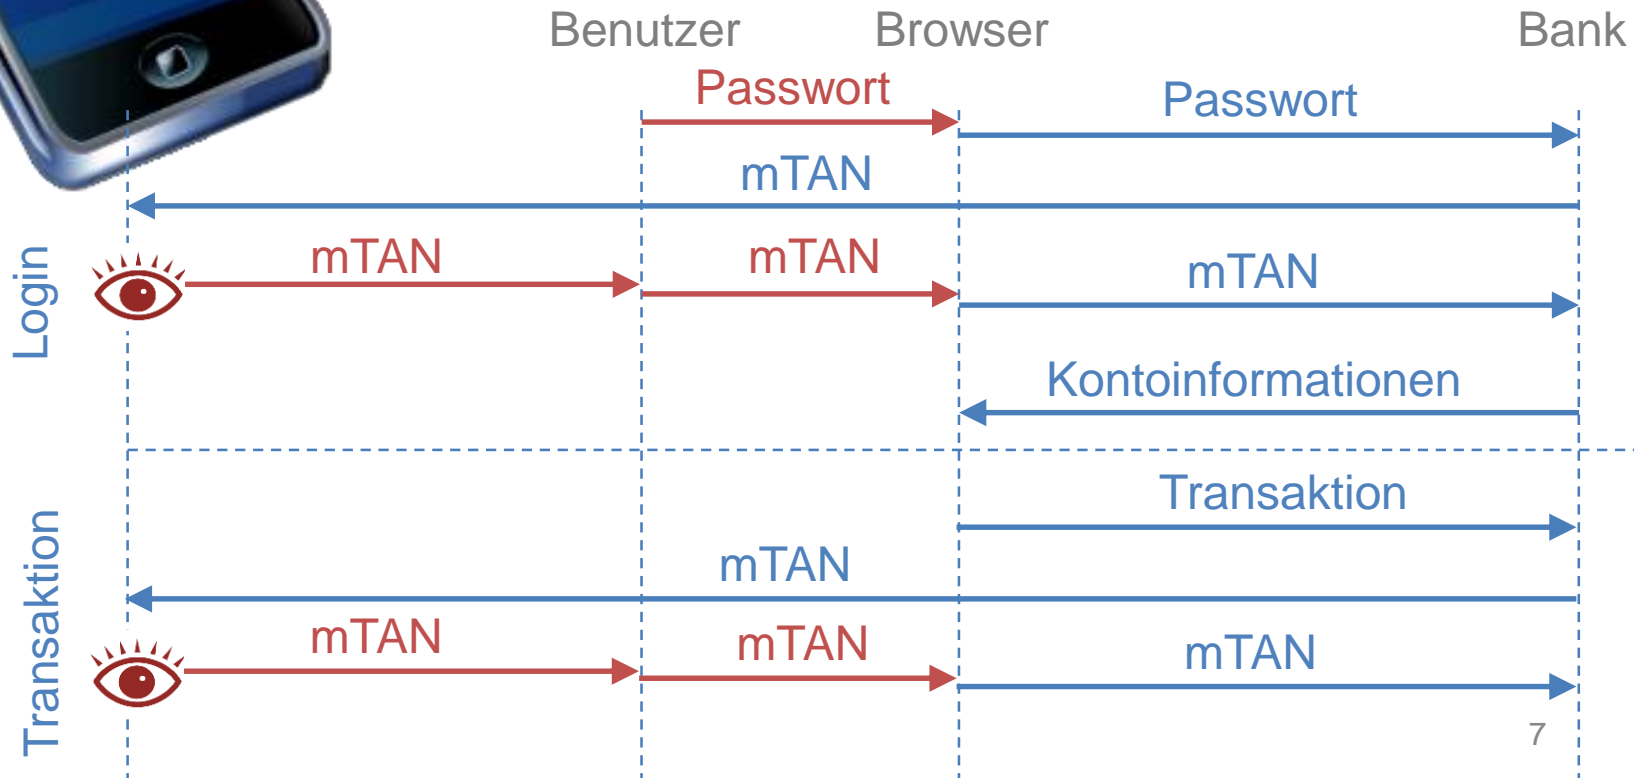 Benutzer Browser Bank
Passwort Passwort
mTAN
Login
mTAN mTAN mTAN
Kontoinformationen
Transaktion
Transaktion
mTAN
mTAN mTAN mTAN
7